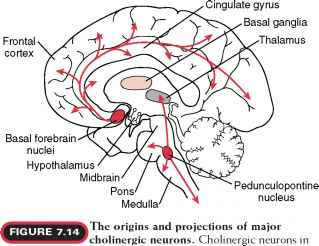 Cingulate gyrus
Basal ganglia
Thalamus
Frontal
cortex
Basal forebrain
nuclei
Hypothalamus
Midbrain
Pons
Medulla
Pedunculopontine
nucleus
FIGURE 7.14 The origins and projections of major
cholinergic neurons. Cholinergic neurons in